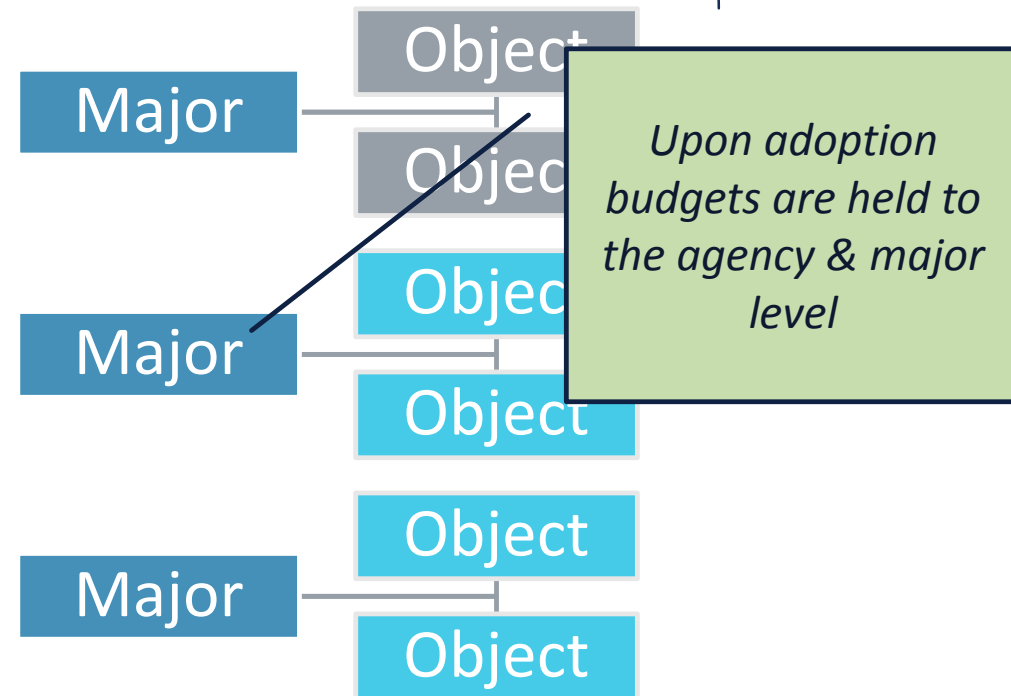 Object
Major
Objec
Upon adoption
budgets are held to
the agency & major
level
Objec
Major
Object
Object
Major
Object